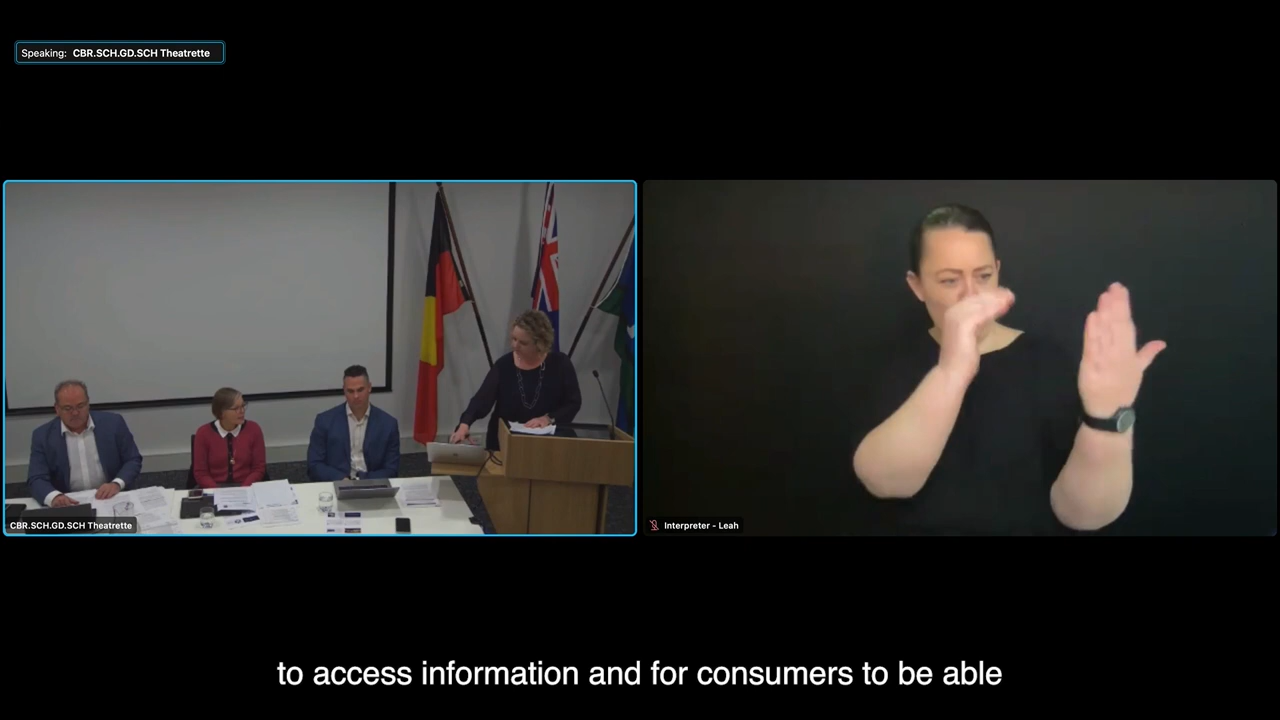 Speaking: CBR.SCH.GD.SCH Theatrette
CBR.SCH.GD.SCH Theatrette
Interpreter - Leah
to access information and for consumers to be able